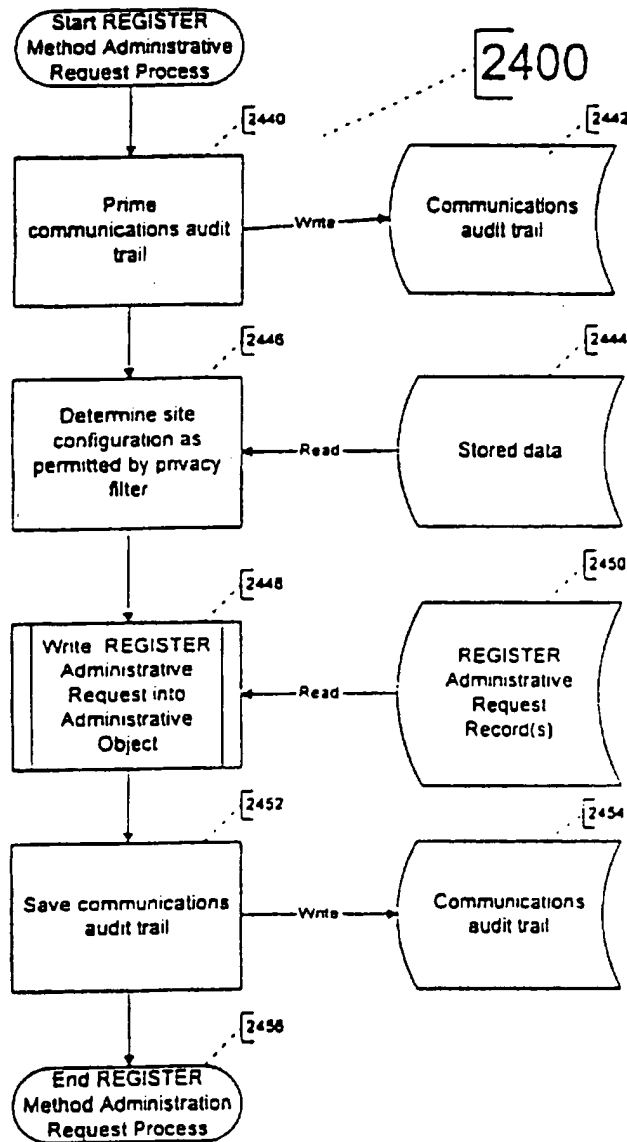 Start REGISTER
Method Administrative
Request Process
2400
2440
2442
Prime
communications audit
trail
Write
Communications
audit trail
2446
2444
Determine site
configuration as
permitted by privacy
filter
Read
Stored data
2448
2450
Write REGISTER
Administrative
Request into
Administrative
Object
Read
REGISTER
Administrative
Request
Record(s)
2452
2454
Save communications
audit trail
Write
Communications
audit trail
2456
End REGISTER
Method Administration
Request Process